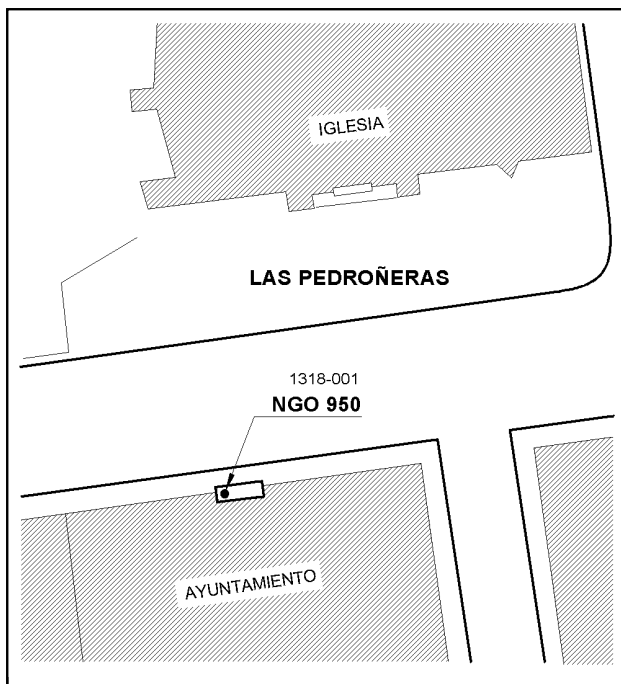 IGLESIA
LAS PEDROÑERAS
1318-001
NGO 950
AYUNTAMIENTO